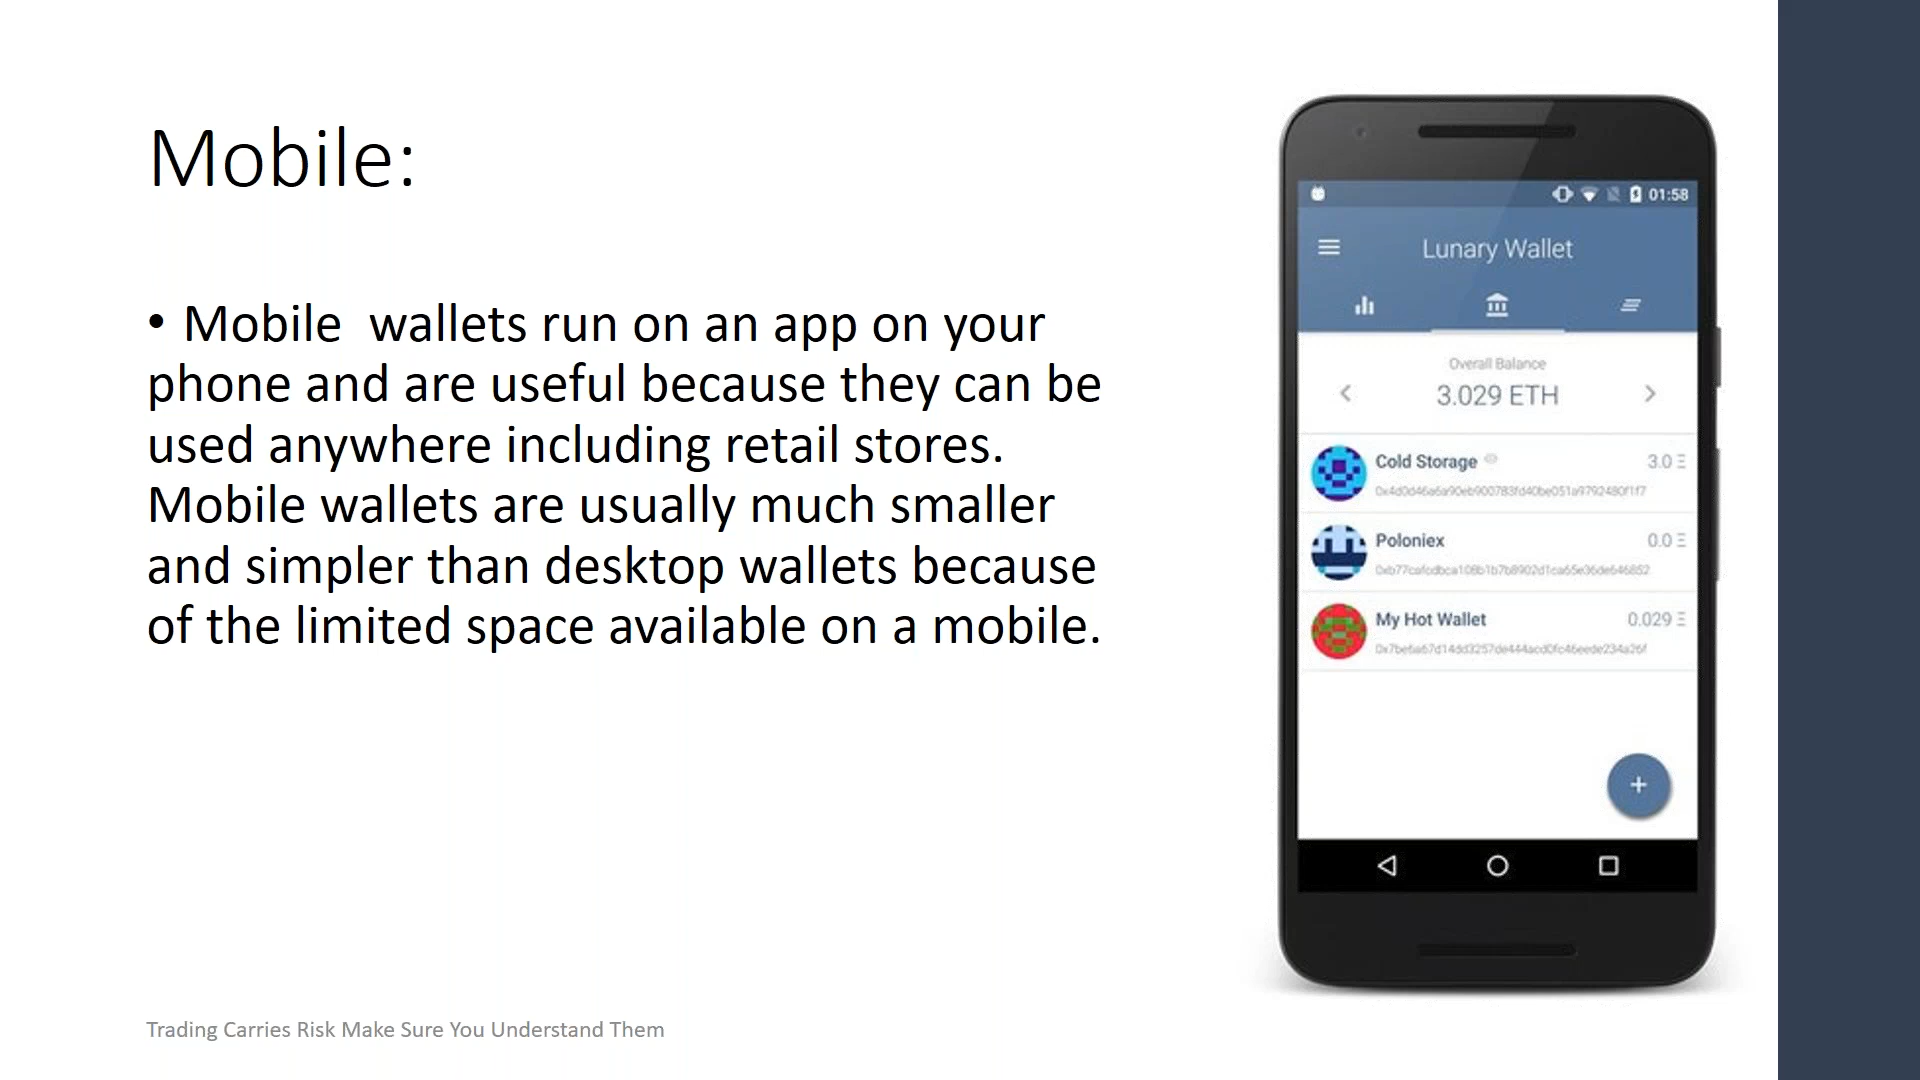 Mobile:
• Mobile  wallets run on an app on your
phone and are useful because they can be
used anywhere including retail stores.
Mobile wallets are usually much smaller
and simpler than desktop wallets because
of the limited space available on a mobile.
Trading Carries Risk Make Sure You Understand Them
01:58
Lunary Wallet
Overall Balance
3.029 ETH
Cold Storage
3.0 Ξ
Poloniex
0.0 Ξ
My Hot Wallet
0.029 Ξ